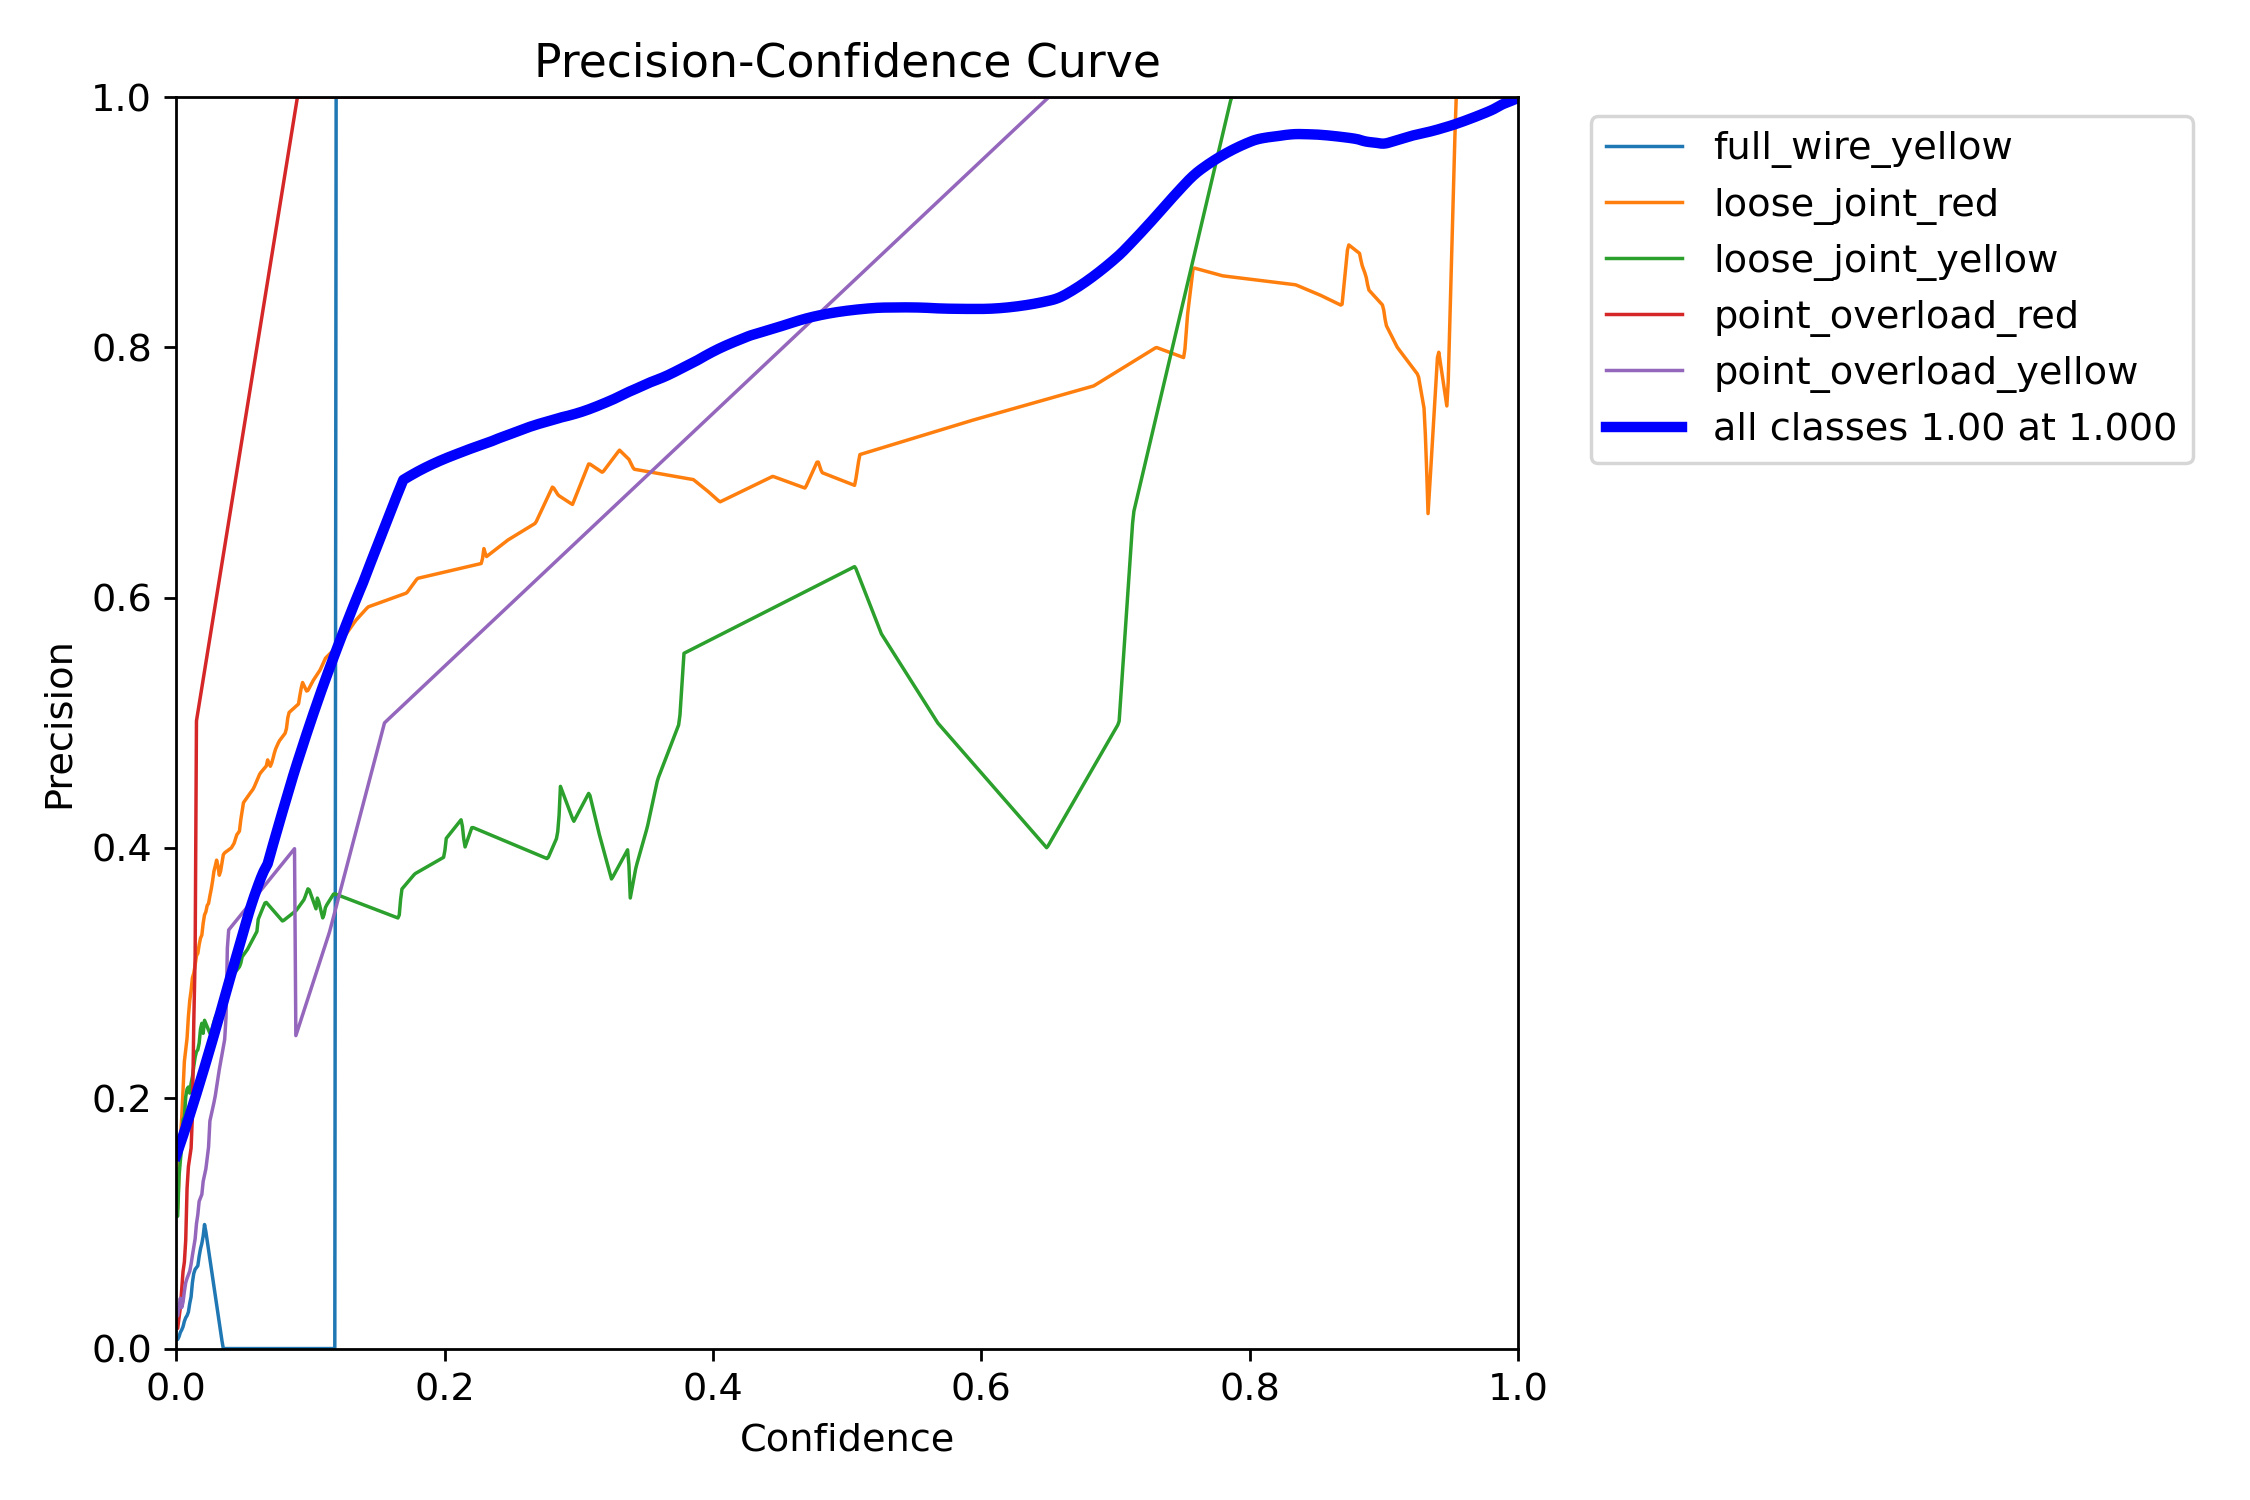 Precision-Confidence Curve
1.0
0.8
0.6
0.4
0.2
0.0
Precision
0.0 0.2 0.4 0.6 0.8 1.0
Confidence
full_wire_yellow
loose_joint_red
loose_joint_yellow
point_overload_red
point_overload_yellow
all classes 1.00 at 1.000